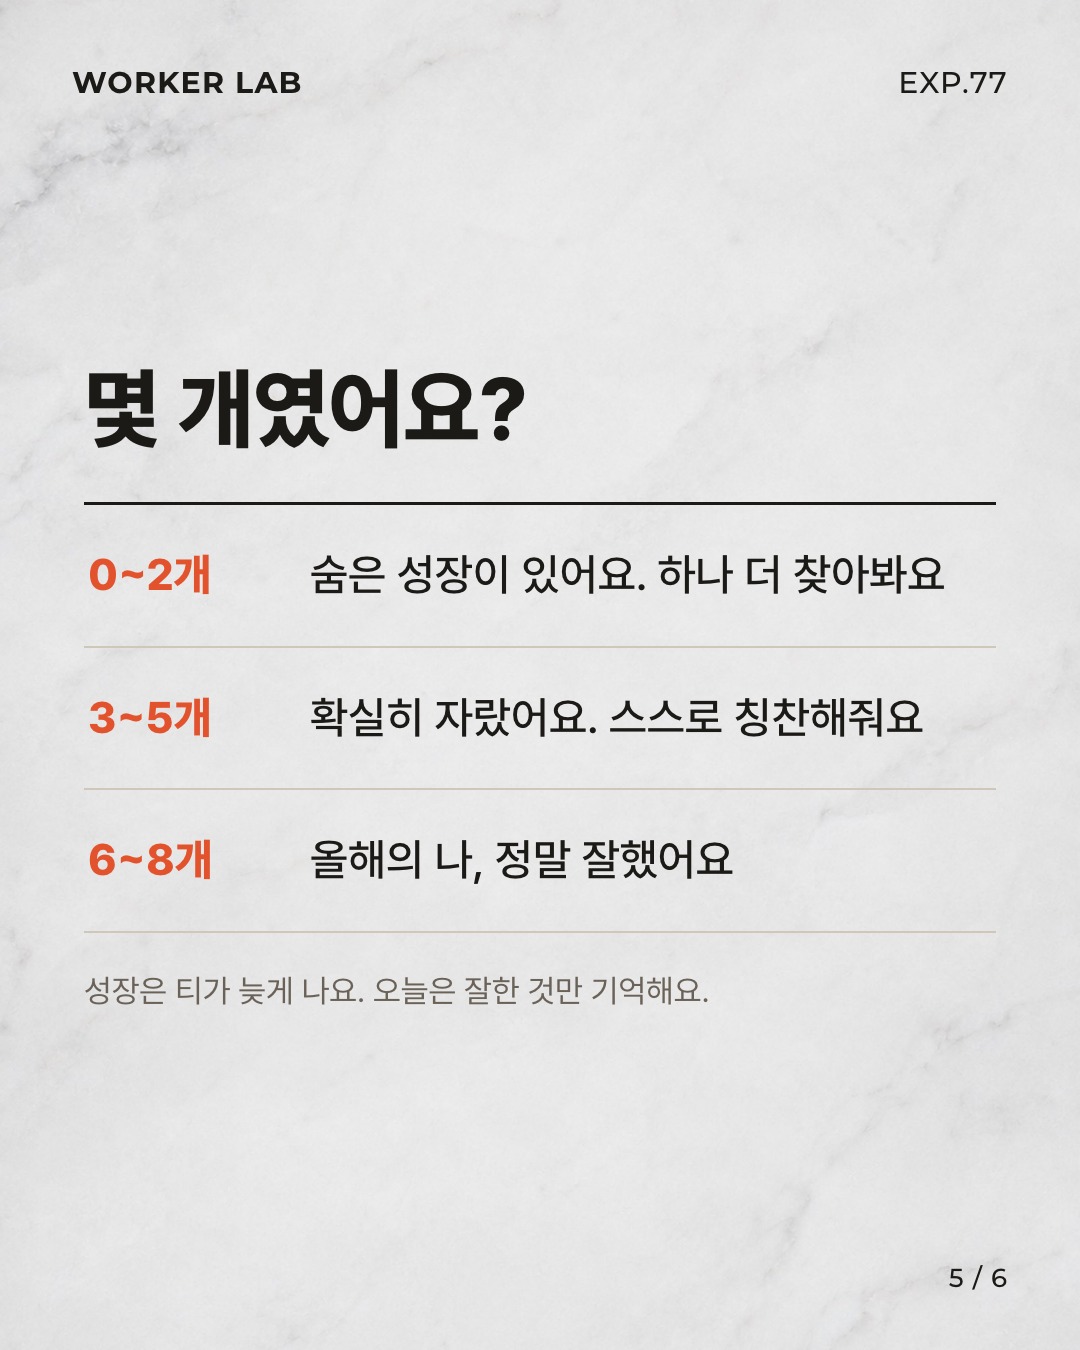 WORKER LAB
EXP.77
몇 개였어요?
0~2개 숨은 성장이 있어요. 하나 더 찾아봐요
3~5개 확실히 자랐어요. 스스로 칭찬해줘요
6~8개 올해의 나, 정말 잘했어요
성장은 티가 늦게 나요. 오늘은 잘한 것만 기억해요.
5 / 6